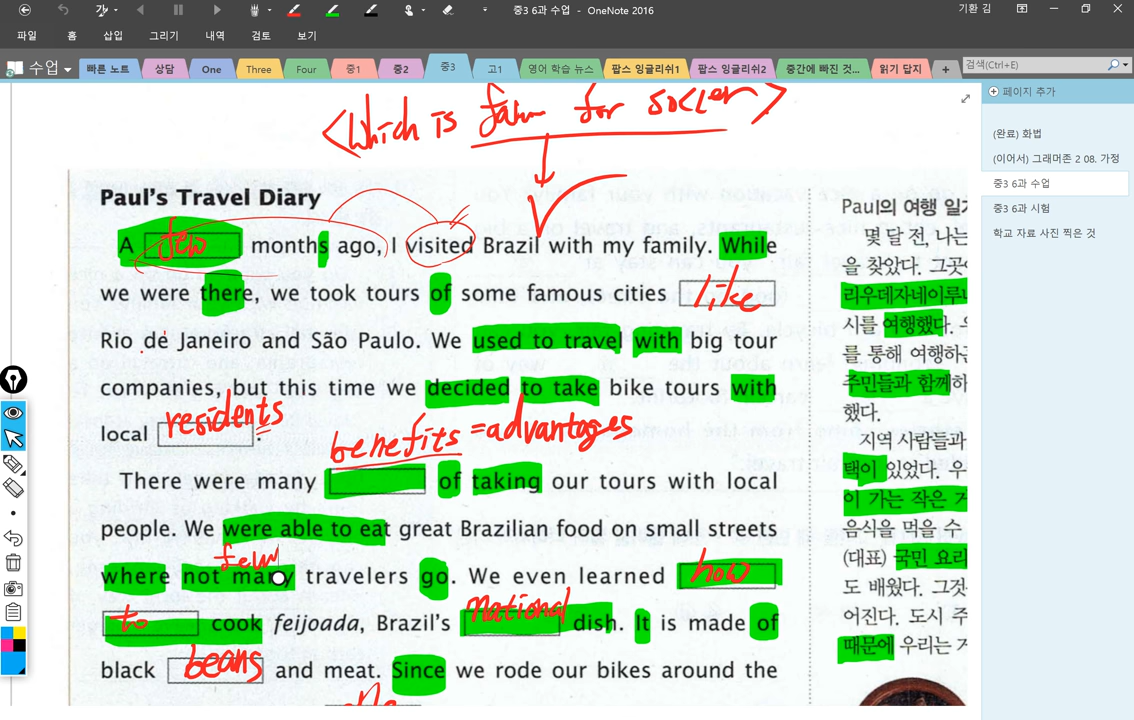 중3 6과 수업 - OneNote 2016
기환 김
파일 홈 삽입 그리기 내역 검토 보기
수업 빠른 노트 상담 One Three Four 중1 중2 중3 고1 영어 학습 뉴스 팝스 잉글리쉬1 팝스 잉글리쉬2 중간에 빠진 것... 읽기 답지 + 검색(Ctrl+E)
페이지 추가
(완료) 화법
(이어서) 그래머존 2 08. 가정
중3 6과 수업
중3 6과 시험
학교 자료 사진 찍은 것
<Which is for soccer>
Paul's Travel Diary
A few months ago, I visited Brazil with my family. While
we were there, we took tours of some famous cities like
Rio de Janeiro and São Paulo. We used to travel with big tour
companies, but this time we decided to take bike tours with
local residents.
benefits = advantages
There were many of taking our tours with local
people. We were able to eat great Brazilian food on small streets
few
where not many travelers go. We even learned how
to cook feijoada, Brazil's national dish. It is made of
black beans and meat. Since we rode our bikes around the
Paul의 여행 일
몇 달 전, 나는
을 찾았다. 그곳
리우데자네이루
시를 여행했다.
를 통해 여행하
주민들과 함께하
했다.
지역 사람들과
택이 있었다. 우
이 가는 작은 거
음식을 먹을 수
(대표) 국민 요리
도 배웠다. 그것
어진다. 도시 주
때문에 우리는